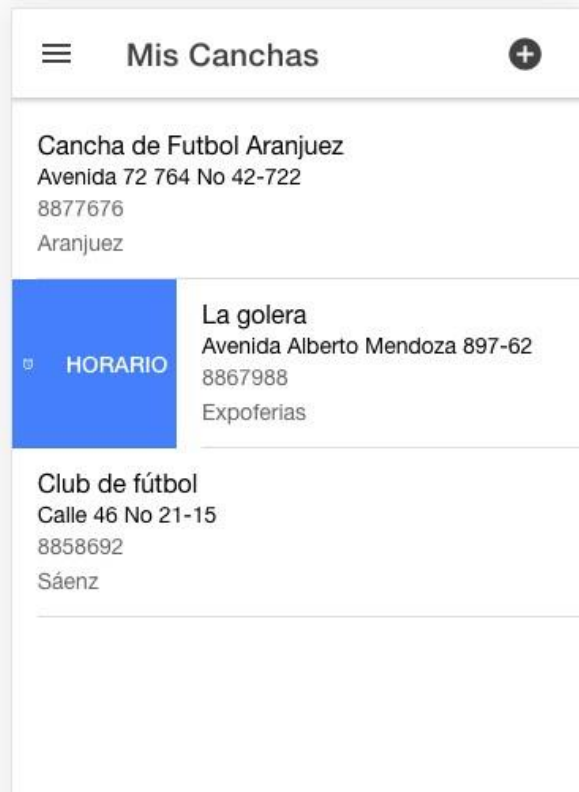 Mis Canchas
Cancha de Futbol Aranjuez
Avenida 72 764 No 42-722
8877676
Aranjuez
HORARIO
La golera
Avenida Alberto Mendoza 897-62
8867988
Expoferias
Club de fútbol
Calle 46 No 21-15
8858692
Sáenz